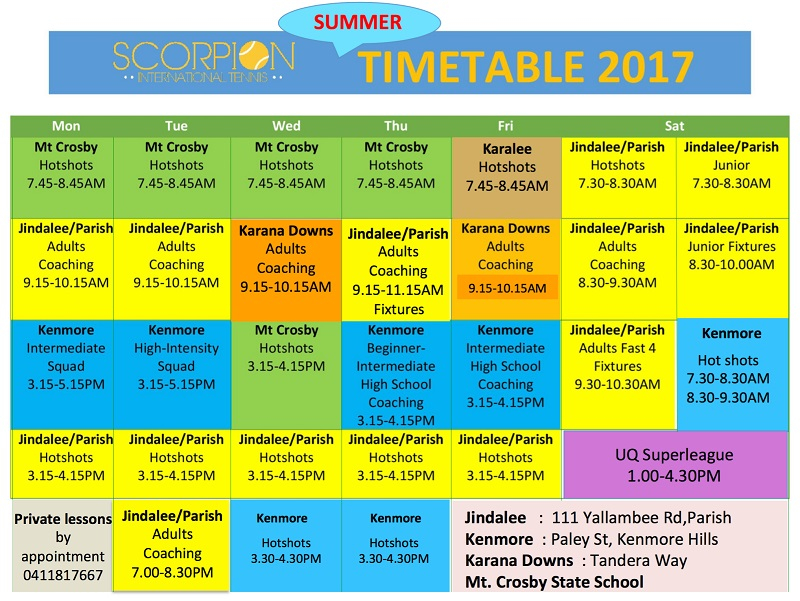 SUMMER
SCORPION
INTERNATIONAL TENNIS
TIMETABLE 2017
Mon Tue Wed Thu Fri Sat
Mt Crosby
Hotshots
7.45-8.45AM
Mt Crosby
Hotshots
7.45-8.45AM
Mt Crosby
Hotshots
7.45-8.45AM
Mt Crosby
Hotshots
7.45-8.45AM
Karalee
Hotshots
7.45-8.45AM
Jindalee/Parish
Hotshots
7.30-8.30AM
Jindalee/Parish
Junior
7.30-8.30AM
Jindalee/Parish
Adults
Coaching
9.15-10.15AM
Jindalee/Parish
Adults
Coaching
9.15-10.15AM
Karana Downs
Adults
Coaching
9.15-10.15AM
Jindalee/Parish
Adults
Coaching
9.15-11.15AM
Fixtures
Karana Downs
Adults
Coaching
9.15-10.15AM
Jindalee/Parish
Adults
Coaching
8.30-9.30AM
Jindalee/Parish
Junior Fixtures
8.30-10.00AM
Kenmore
Intermediate
Squad
3.15-5.15PM
Kenmore
High-Intensity
Squad
3.15-5.15PM
Mt Crosby
Hotshots
3.15-4.15PM
Kenmore
Beginner-
Intermediate
High School
Coaching
3.15-4.15PM
Kenmore
Intermediate
High School
Coaching
3.15-4.15PM
Jindalee/Parish
Adults Fast 4
Fixtures
9.30-10.30AM
Kenmore
Hot shots
7.30-8.30AM
8.30-9.30AM
Jindalee/Parish
Hotshots
3.15-4.15PM
Jindalee/Parish
Hotshots
3.15-4.15PM
Jindalee/Parish
Hotshots
3.15-4.15PM
Jindalee/Parish
Hotshots
3.15-4.15PM
Jindalee/Parish
Hotshots
3.15-4.15PM
UQ Superleague
1.00-4.30PM
Private lessons
by
appointment
0411817667
Jindalee/Parish
Adults
Coaching
7.00-8.30PM
Kenmore
Hotshots
3.30-4.30PM
Kenmore
Hotshots
3.30-4.30PM
Jindalee : 111 Yallambee Rd,Parish
Kenmore : Paley St, Kenmore Hills
Karana Downs : Tandera Way
Mt. Crosby State School